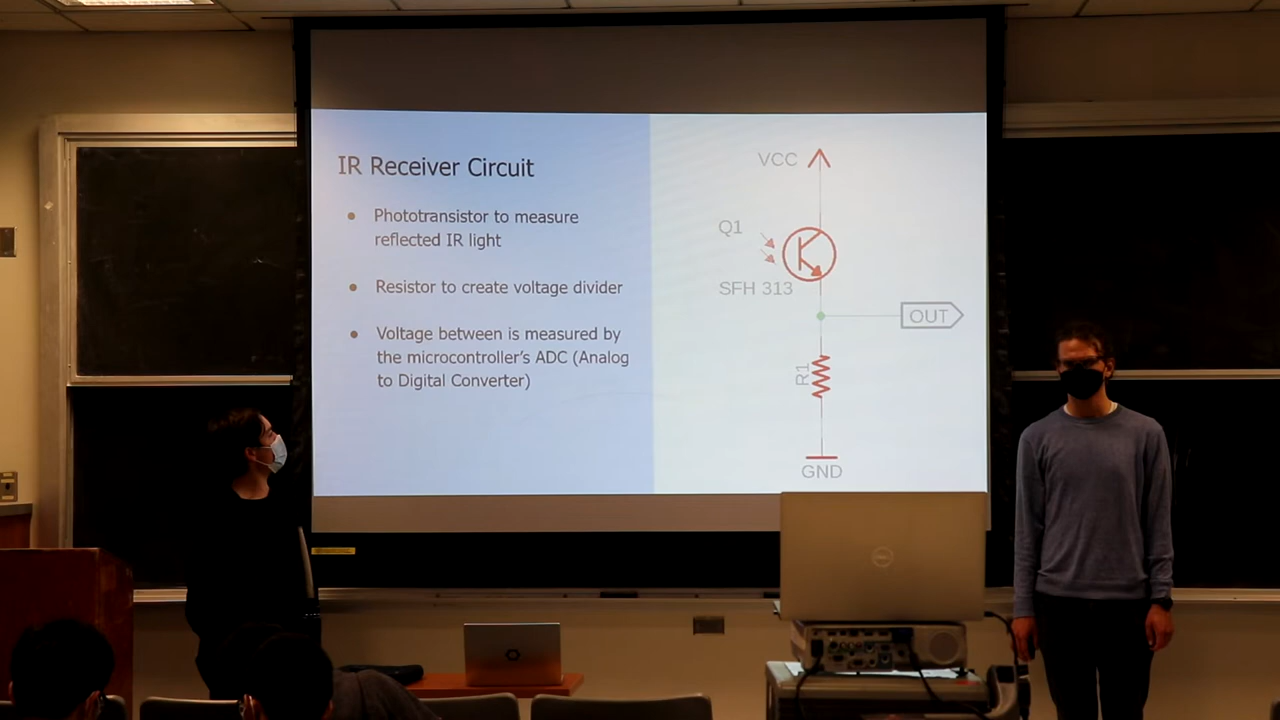 IR Receiver Circuit
Phototransistor to measure
reflected IR light
Resistor to create voltage divider
Voltage between is measured by
the microcontroller's ADC (Analog
to Digital Converter)
VCC
Q1
SFH 313
OUT
R1
GND
DELL